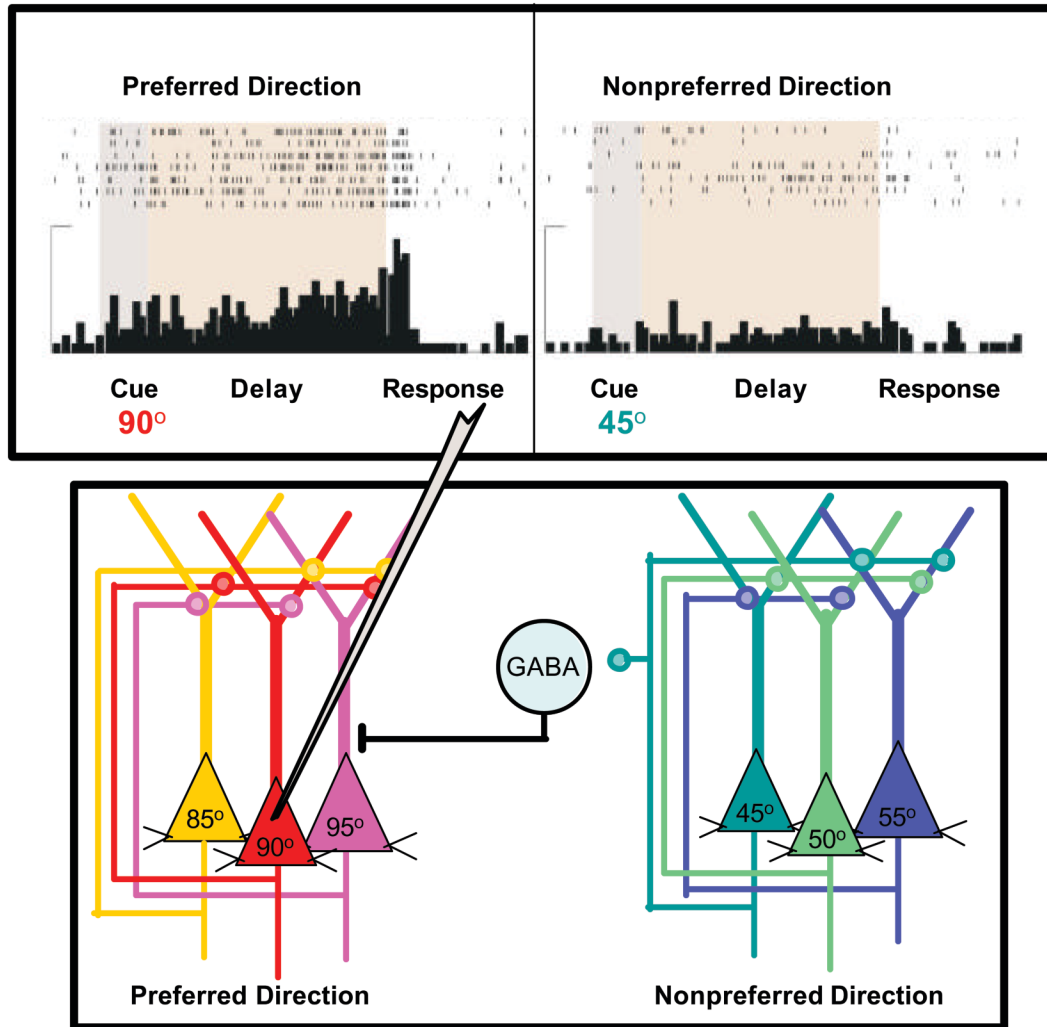 Preferred Direction
Nonpreferred Direction
Cue Delay Response
90°
Cue Delay Response
45°
GABA
85°
90°
95°
45°
50°
55°
Preferred Direction
Nonpreferred Direction